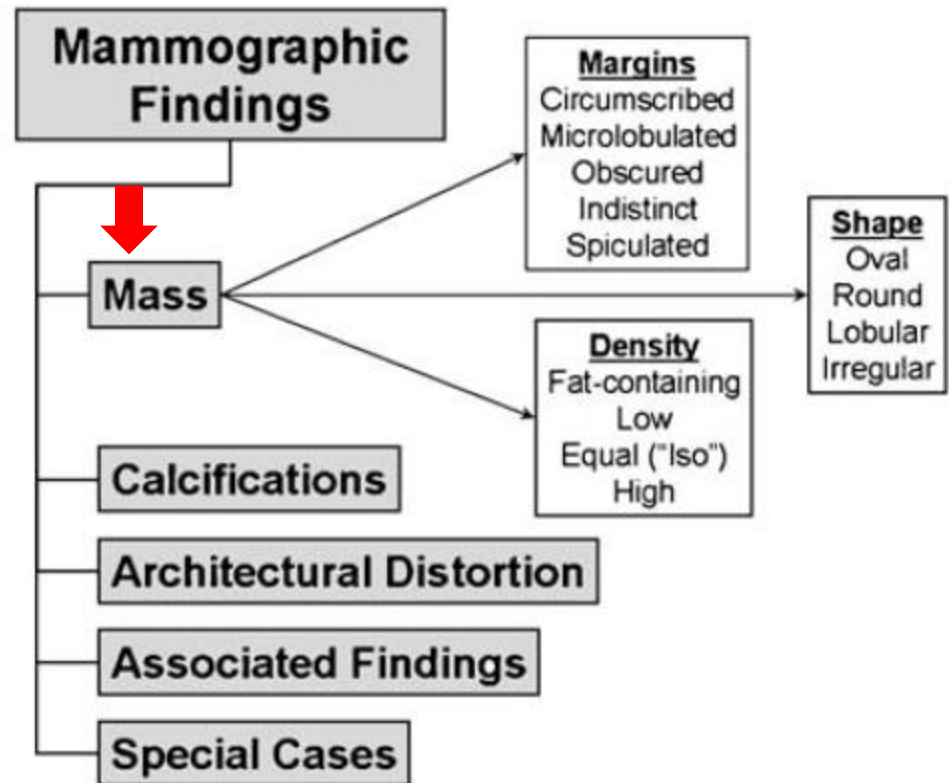 Mammographic
Findings
Margins
Circumscribed
Microlobulated
Obscured
Indistinct
Spiculated
Shape
Oval
Round
Lobular
Irregular
Mass
Density
Fat-containing
Low
Equal ("Iso")
High
Calcifications
Architectural Distortion
Associated Findings
Special Cases